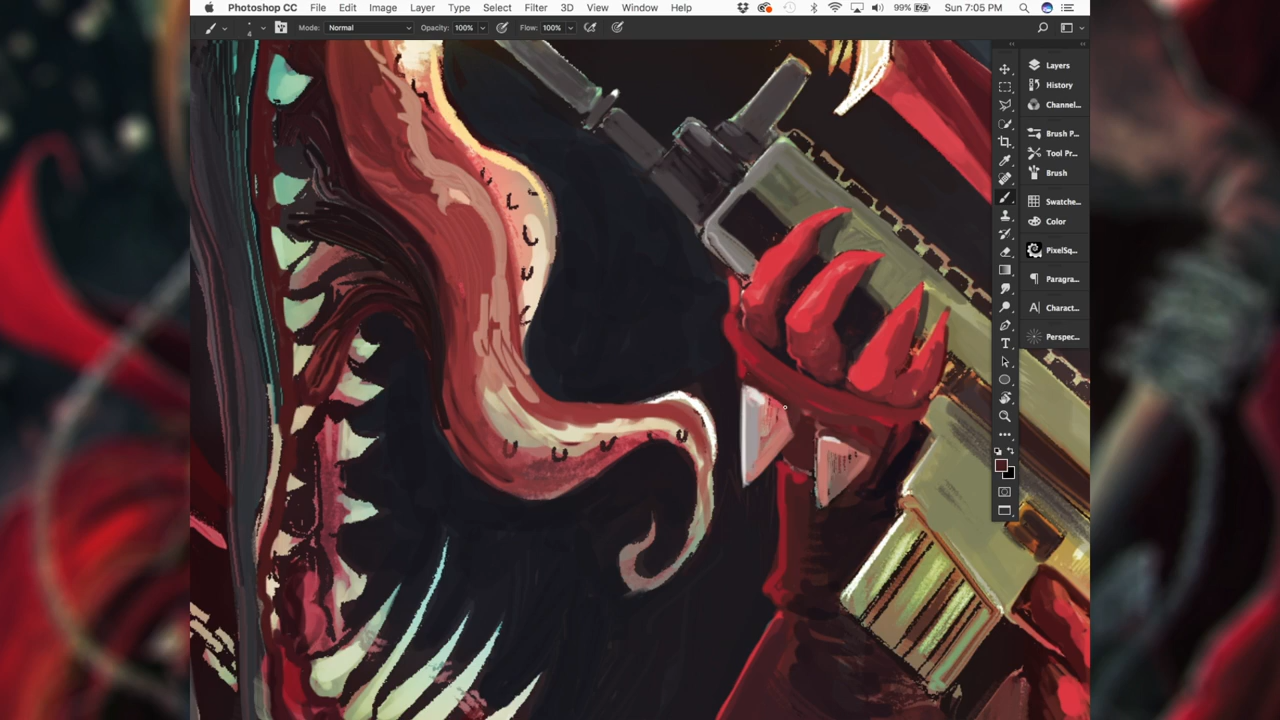 Photoshop CC File Edit Image Layer Type Select Filter 3D View Window Help 99% Sun 7:05 PM
4 Mode: Normal Opacity: 100% Flow: 100%
Layers
History
Channel...
Brush P...
Tool Pr...
Brush
Swatche...
Color
PixelSq...
Paragra...
Charact...
Perspec...